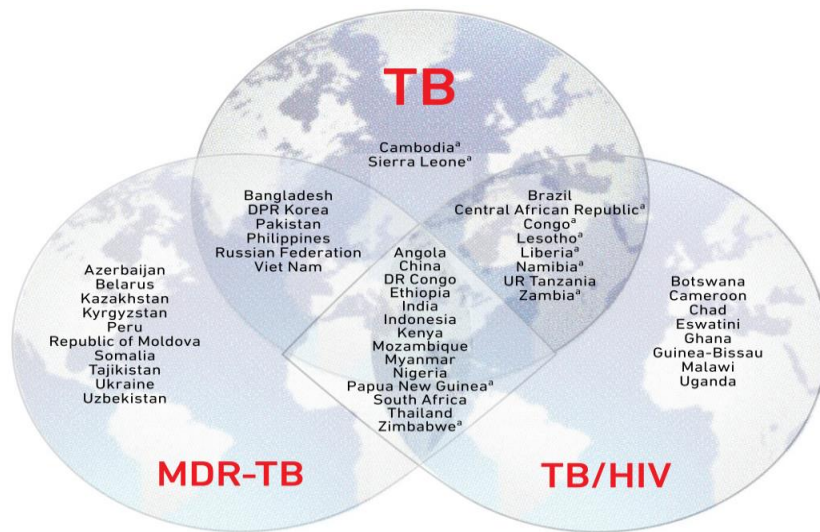 TB
Cambodiaᵃ
Sierra Leoneᵃ
Bangladesh
DPR Korea
Pakistan
Philippines
Russian Federation
Viet Nam
Brazil
Central African Republicᵃ
Congoᵃ
Lesothoᵃ
Liberiaᵃ
Namibiaᵃ
UR Tanzania
Zambiaᵃ
Azerbaijan
Belarus
Kazakhstan
Kyrgyzstan
Peru
Republic of Moldova
Somalia
Tajikistan
Ukraine
Uzbekistan
Angola
China
DR Congo
Ethiopia
India
Indonesia
Kenya
Mozambique
Myanmar
Nigeria
Papua New Guineaᵃ
South Africa
Thailand
Zimbabweᵃ
Botswana
Cameroon
Chad
Eswatini
Ghana
Guinea-Bissau
Malawi
Uganda
MDR-TB
TB/HIV